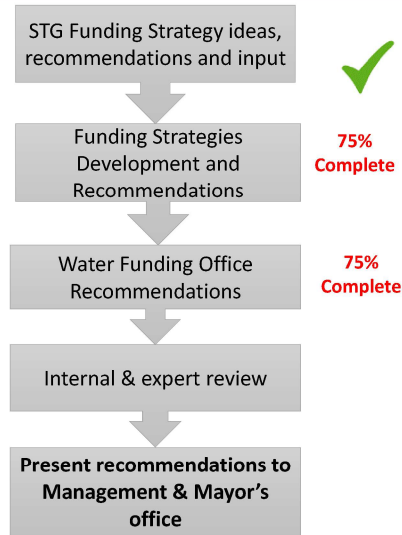 STG Funding Strategy ideas,
recommendations and input
Funding Strategies
Development and
Recommendations
75%
Complete
Water Funding Office
Recommendations
75%
Complete
Internal & expert review
Present recommendations to
Management & Mayor's
office